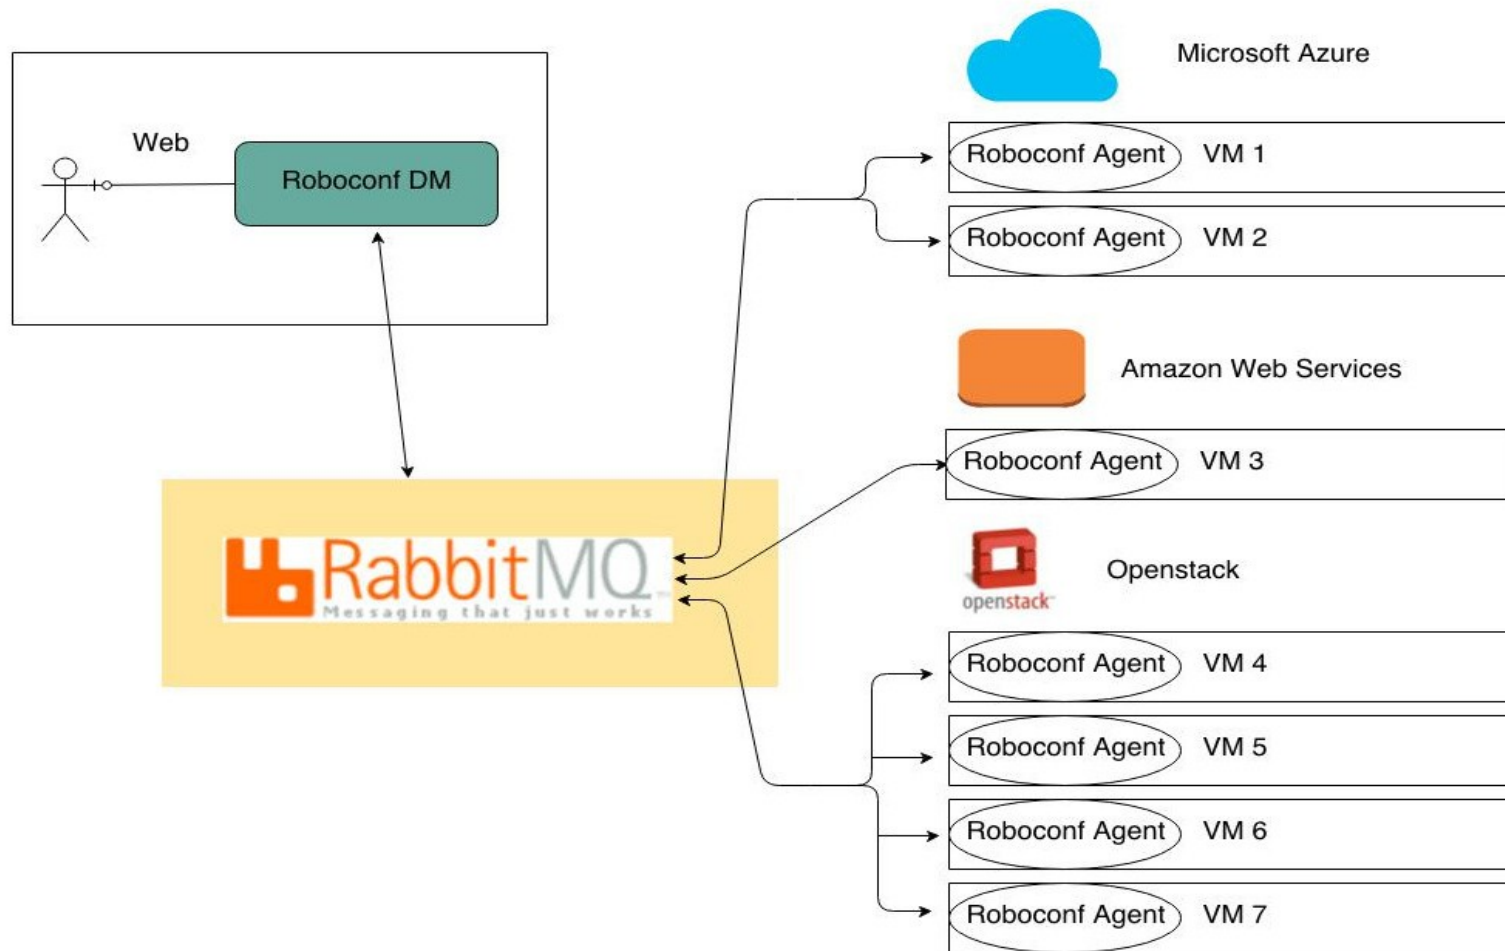 Web
Roboconf DM
RabbitMQ
Messaging that just works
Microsoft Azure
Roboconf Agent VM 1
Roboconf Agent VM 2
Amazon Web Services
Roboconf Agent VM 3
openstack
Openstack
Roboconf Agent VM 4
Roboconf Agent VM 5
Roboconf Agent VM 6
Roboconf Agent VM 7